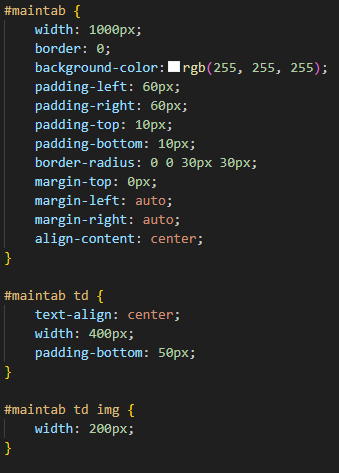 #maintab {
    width: 1000px;
    border: 0;
    background-color: rgb(255, 255, 255);
    padding-left: 60px;
    padding-right: 60px;
    padding-top: 10px;
    padding-bottom: 10px;
    border-radius: 0 0 30px 30px;
    margin-top: 0px;
    margin-left: auto;
    margin-right: auto;
    align-content: center;
}

#maintab td {
    text-align: center;
    width: 400px;
    padding-bottom: 50px;
}

#maintab td img {
    width: 200px;
}